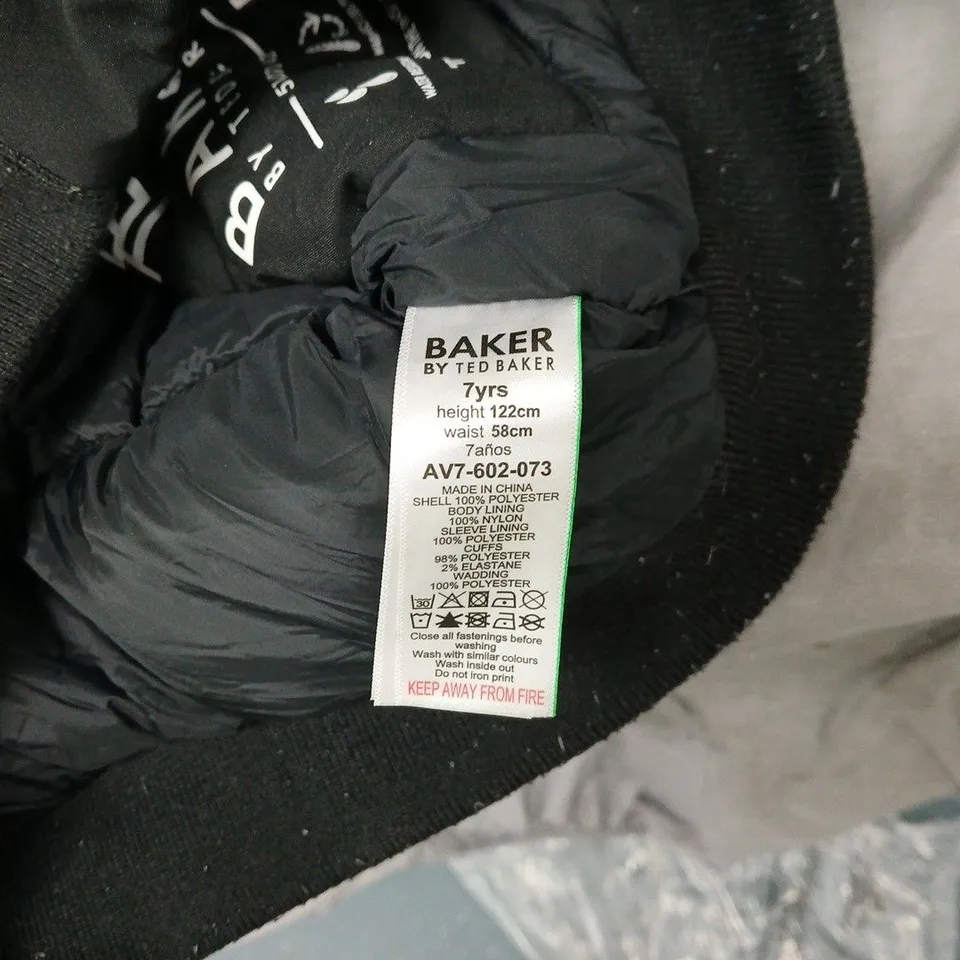 BAKER
BY TED BAKER
7yrs
height 122cm
waist 58cm
7años
AV7-602-073
MADE IN CHINA
SHELL 100% POLYESTER
BODY LINING
100% NYLON
SLEEVE LINING
100% POLYESTER
CUFFS
98% POLYESTER
2% ELASTANE
WADDING
100% POLYESTER
30
Close all fastenings before
washing
Wash with similar colours
Wash inside out
Do not iron print
KEEP AWAY FROM FIRE